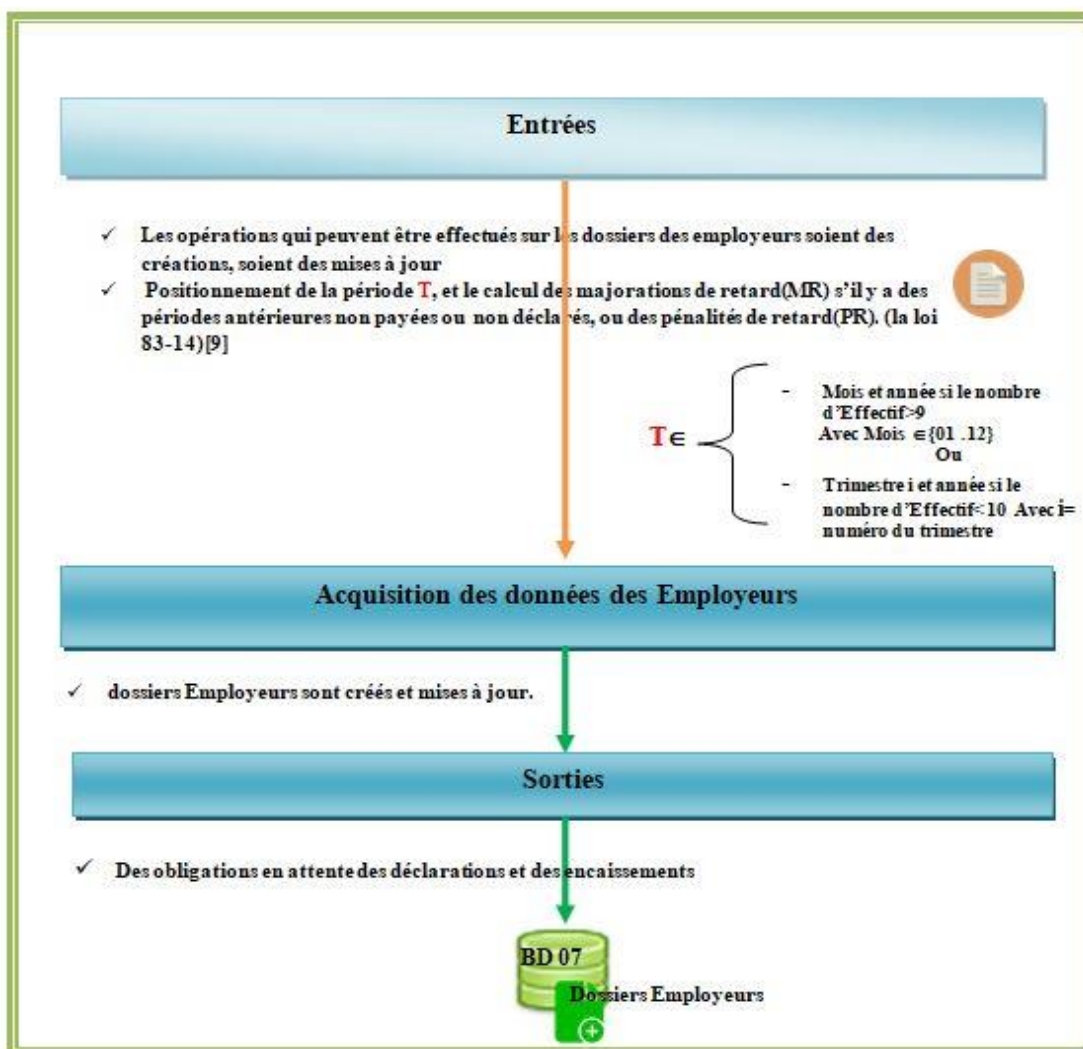 Entrées
✓ Les opérations qui peuvent être effectués sur les dossiers des employeurs soient des
créations, soient des mises à jour
✓ Positionnement de la période T, et le calcul des majorations de retard(MR) s'il y a des
périodes antérieures non payées ou non déclarés, ou des pénalités de retard(PR). (la loi
83-14)[9]
T∈
- Mois et année si le nombre
d'Effectif>9
Avec Mois ∈{01 .12}
Ou
- Trimestre i et année si le
nombre d'Effectif<10 Avec i=
numéro du trimestre
Acquisition des données des Employeurs
✓ dossiers Employeurs sont créés et mises à jour.
Sorties
✓ Des obligations en attente des déclarations et des encaissements
BD 07
Dossiers Employeurs